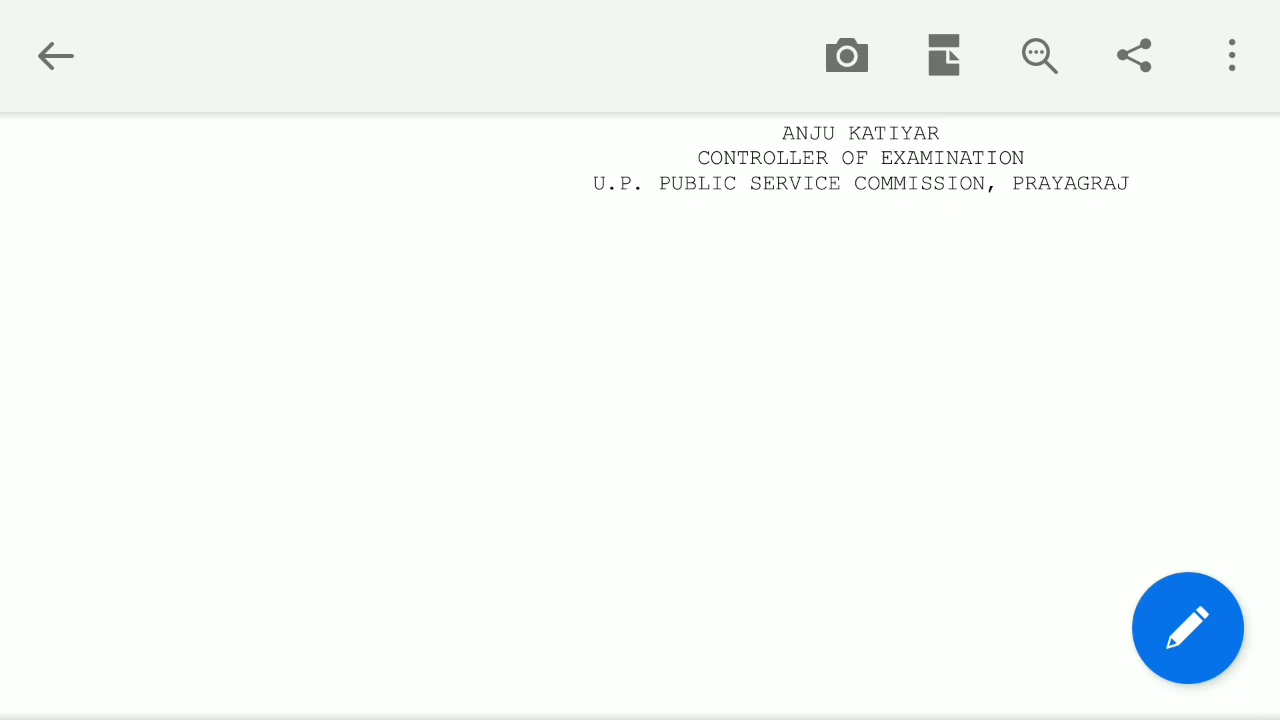 ANJU KATIYAR
CONTROLLER OF EXAMINATION
U.P. PUBLIC SERVICE COMMISSION, PRAYAGRAJ